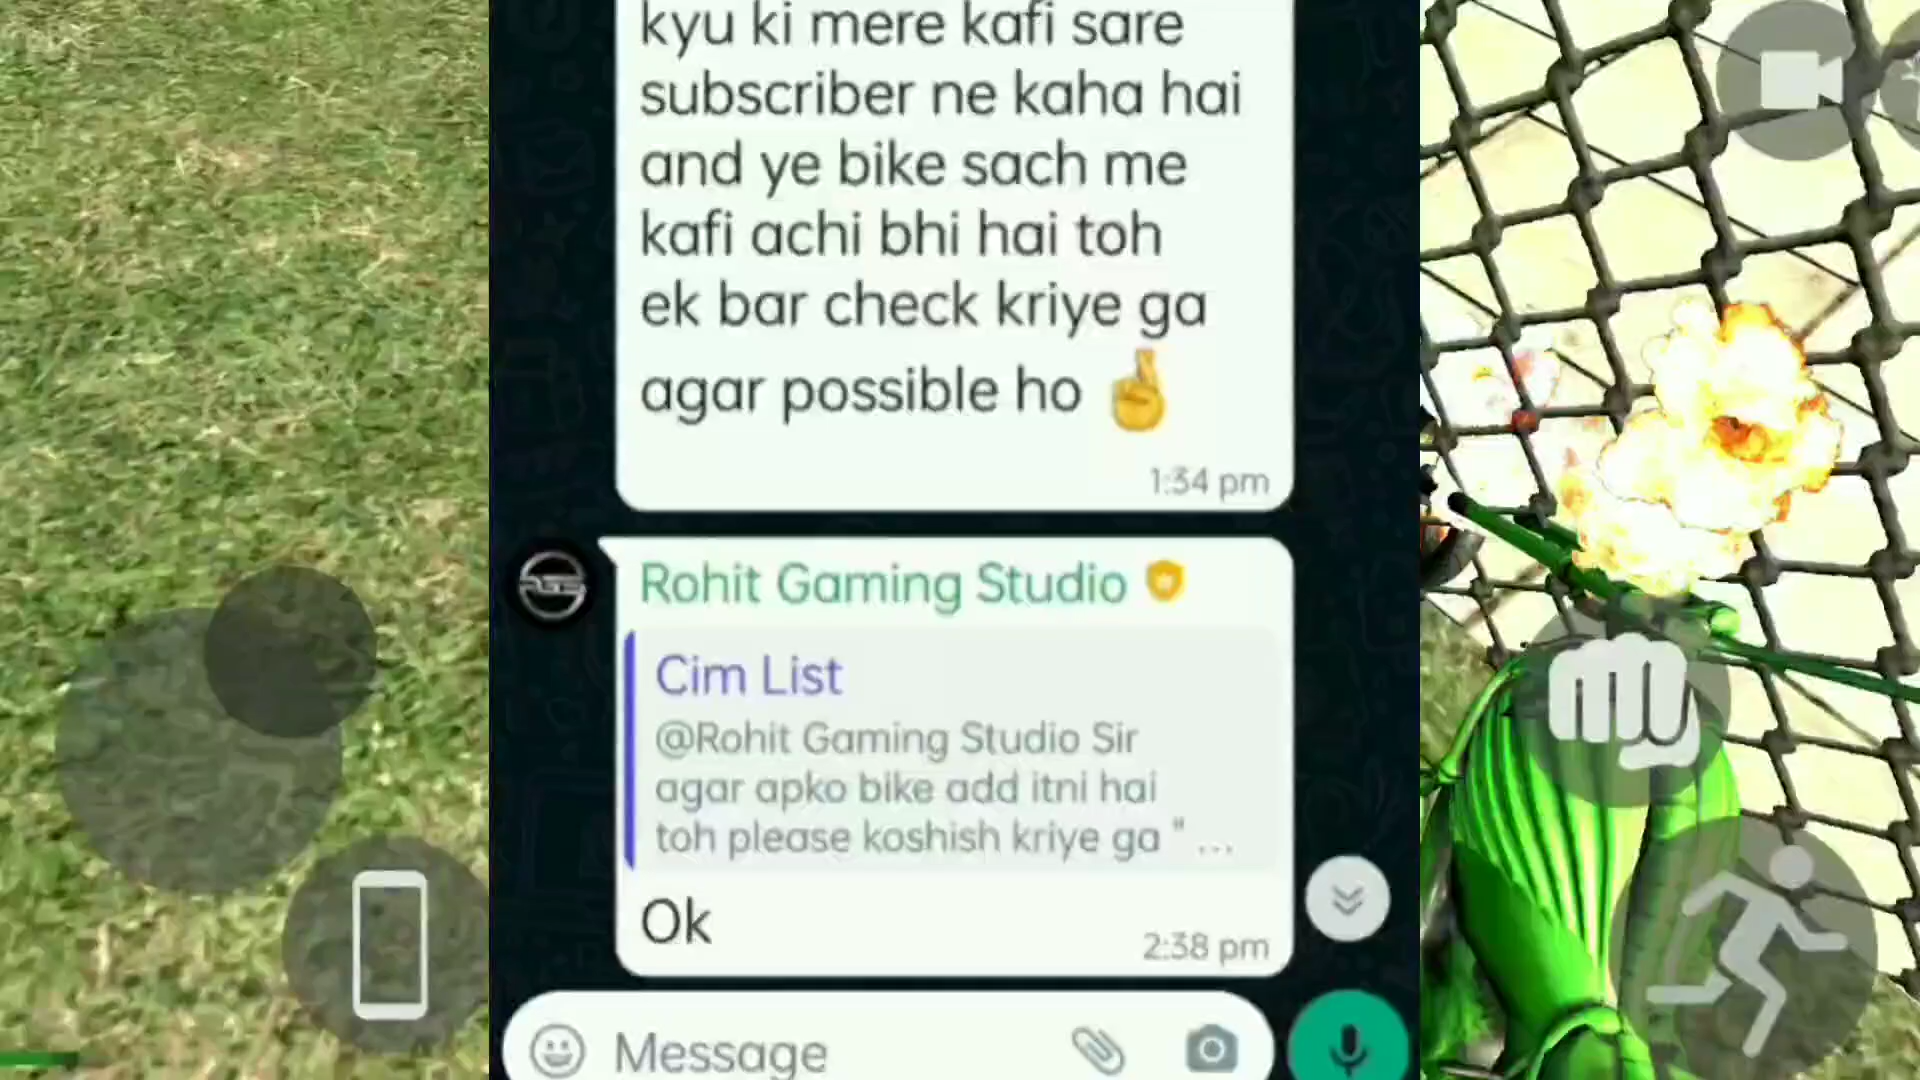 kyu ki mere kafi sare
subscriber ne kaha hai
and ye bike sach me
kafi achi bhi hai toh
ek bar check kriye ga
agar possible ho 🤞
1:34 pm
Rohit Gaming Studio
Cim List
@Rohit Gaming Studio Sir
agar apko bike add itni hai
toh please koshish kriye ga " ...
Ok
2:38 pm
Message